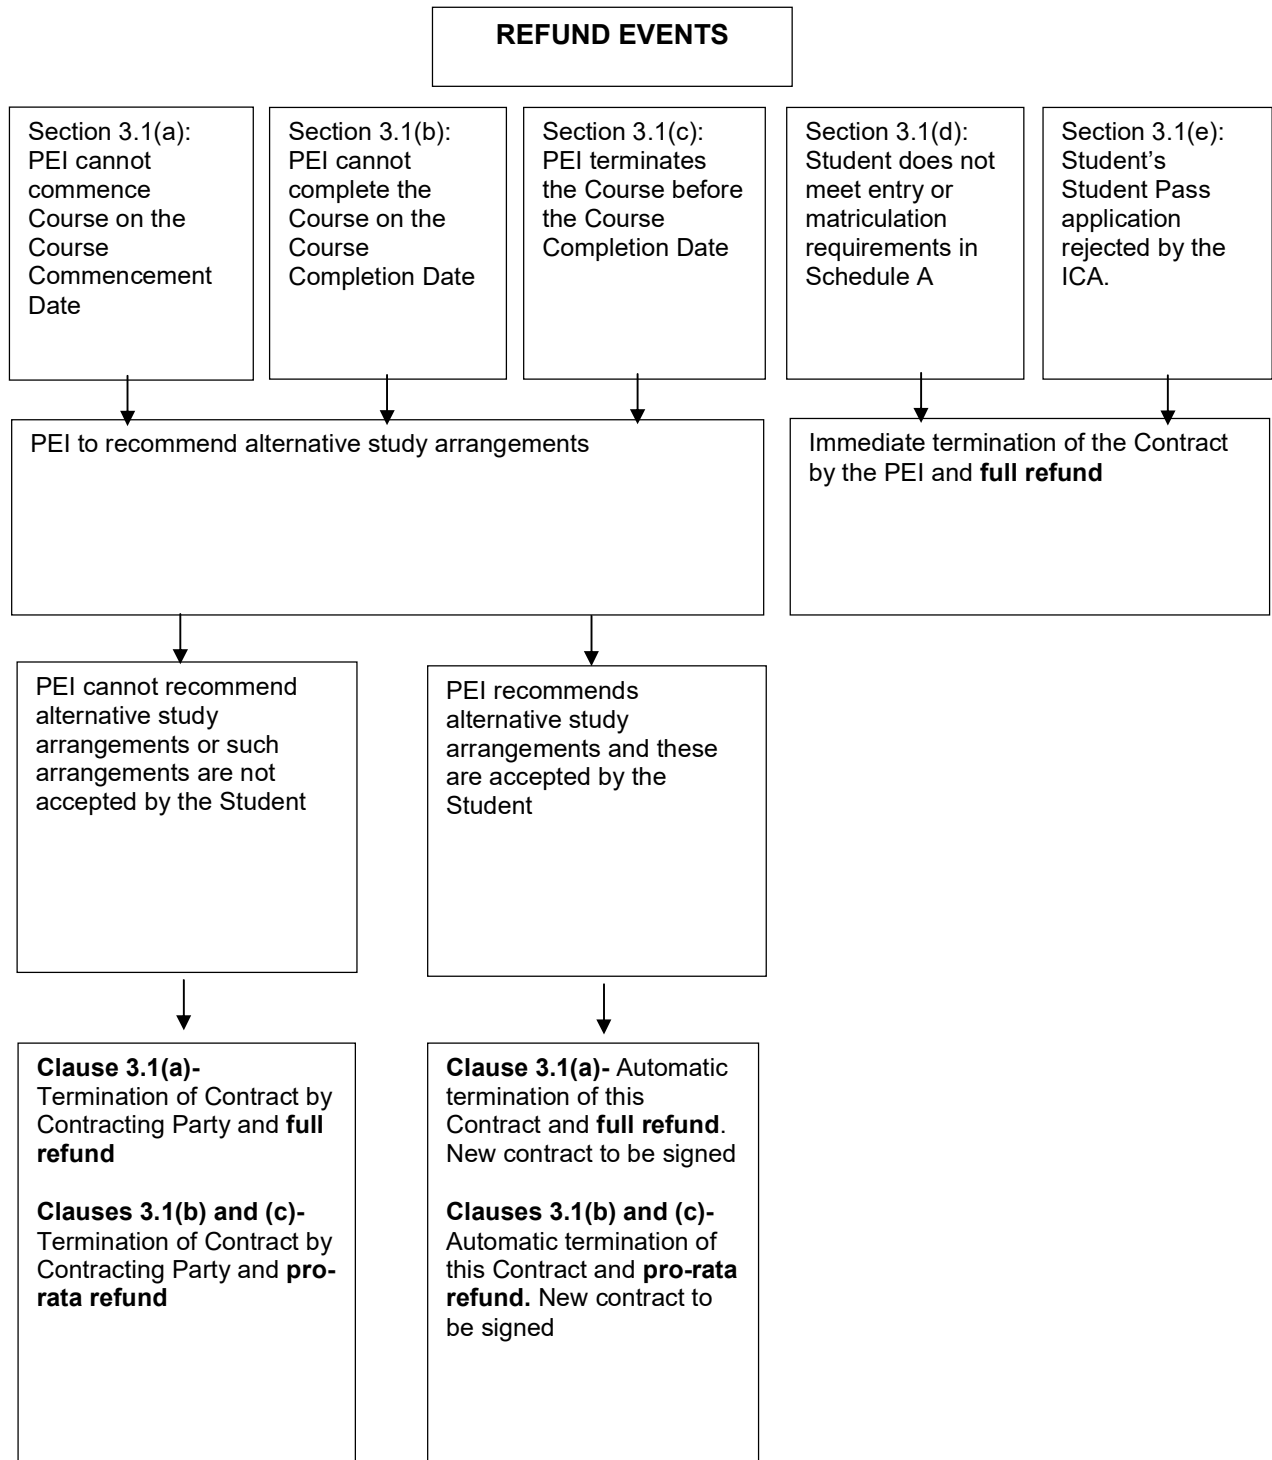 REFUND EVENTS
Section 3.1(a):
PEI cannot
commence
Course on the
Course
Commencement
Date
Section 3.1(b):
PEI cannot
complete the
Course on the
Course
Completion Date
Section 3.1(c):
PEI terminates
the Course before
the Course
Completion Date
Section 3.1(d):
Student does not
meet entry or
matriculation
requirements in
Schedule A
Section 3.1(e):
Student’s
Student Pass
application
rejected by the
ICA.
PEI to recommend alternative study arrangements
Immediate termination of the Contract
by the PEI and full refund
PEI cannot recommend
alternative study
arrangements or such
arrangements are not
accepted by the Student
PEI recommends
alternative study
arrangements and these
are accepted by the
Student
Clause 3.1(a)-
Termination of Contract by
Contracting Party and full
refund
Clauses 3.1(b) and (c)-
Termination of Contract by
Contracting Party and pro-
rata refund
Clause 3.1(a)- Automatic
termination of this
Contract and full refund.
New contract to be signed
Clauses 3.1(b) and (c)-
Automatic termination of
this Contract and pro-rata
refund. New contract to
be signed